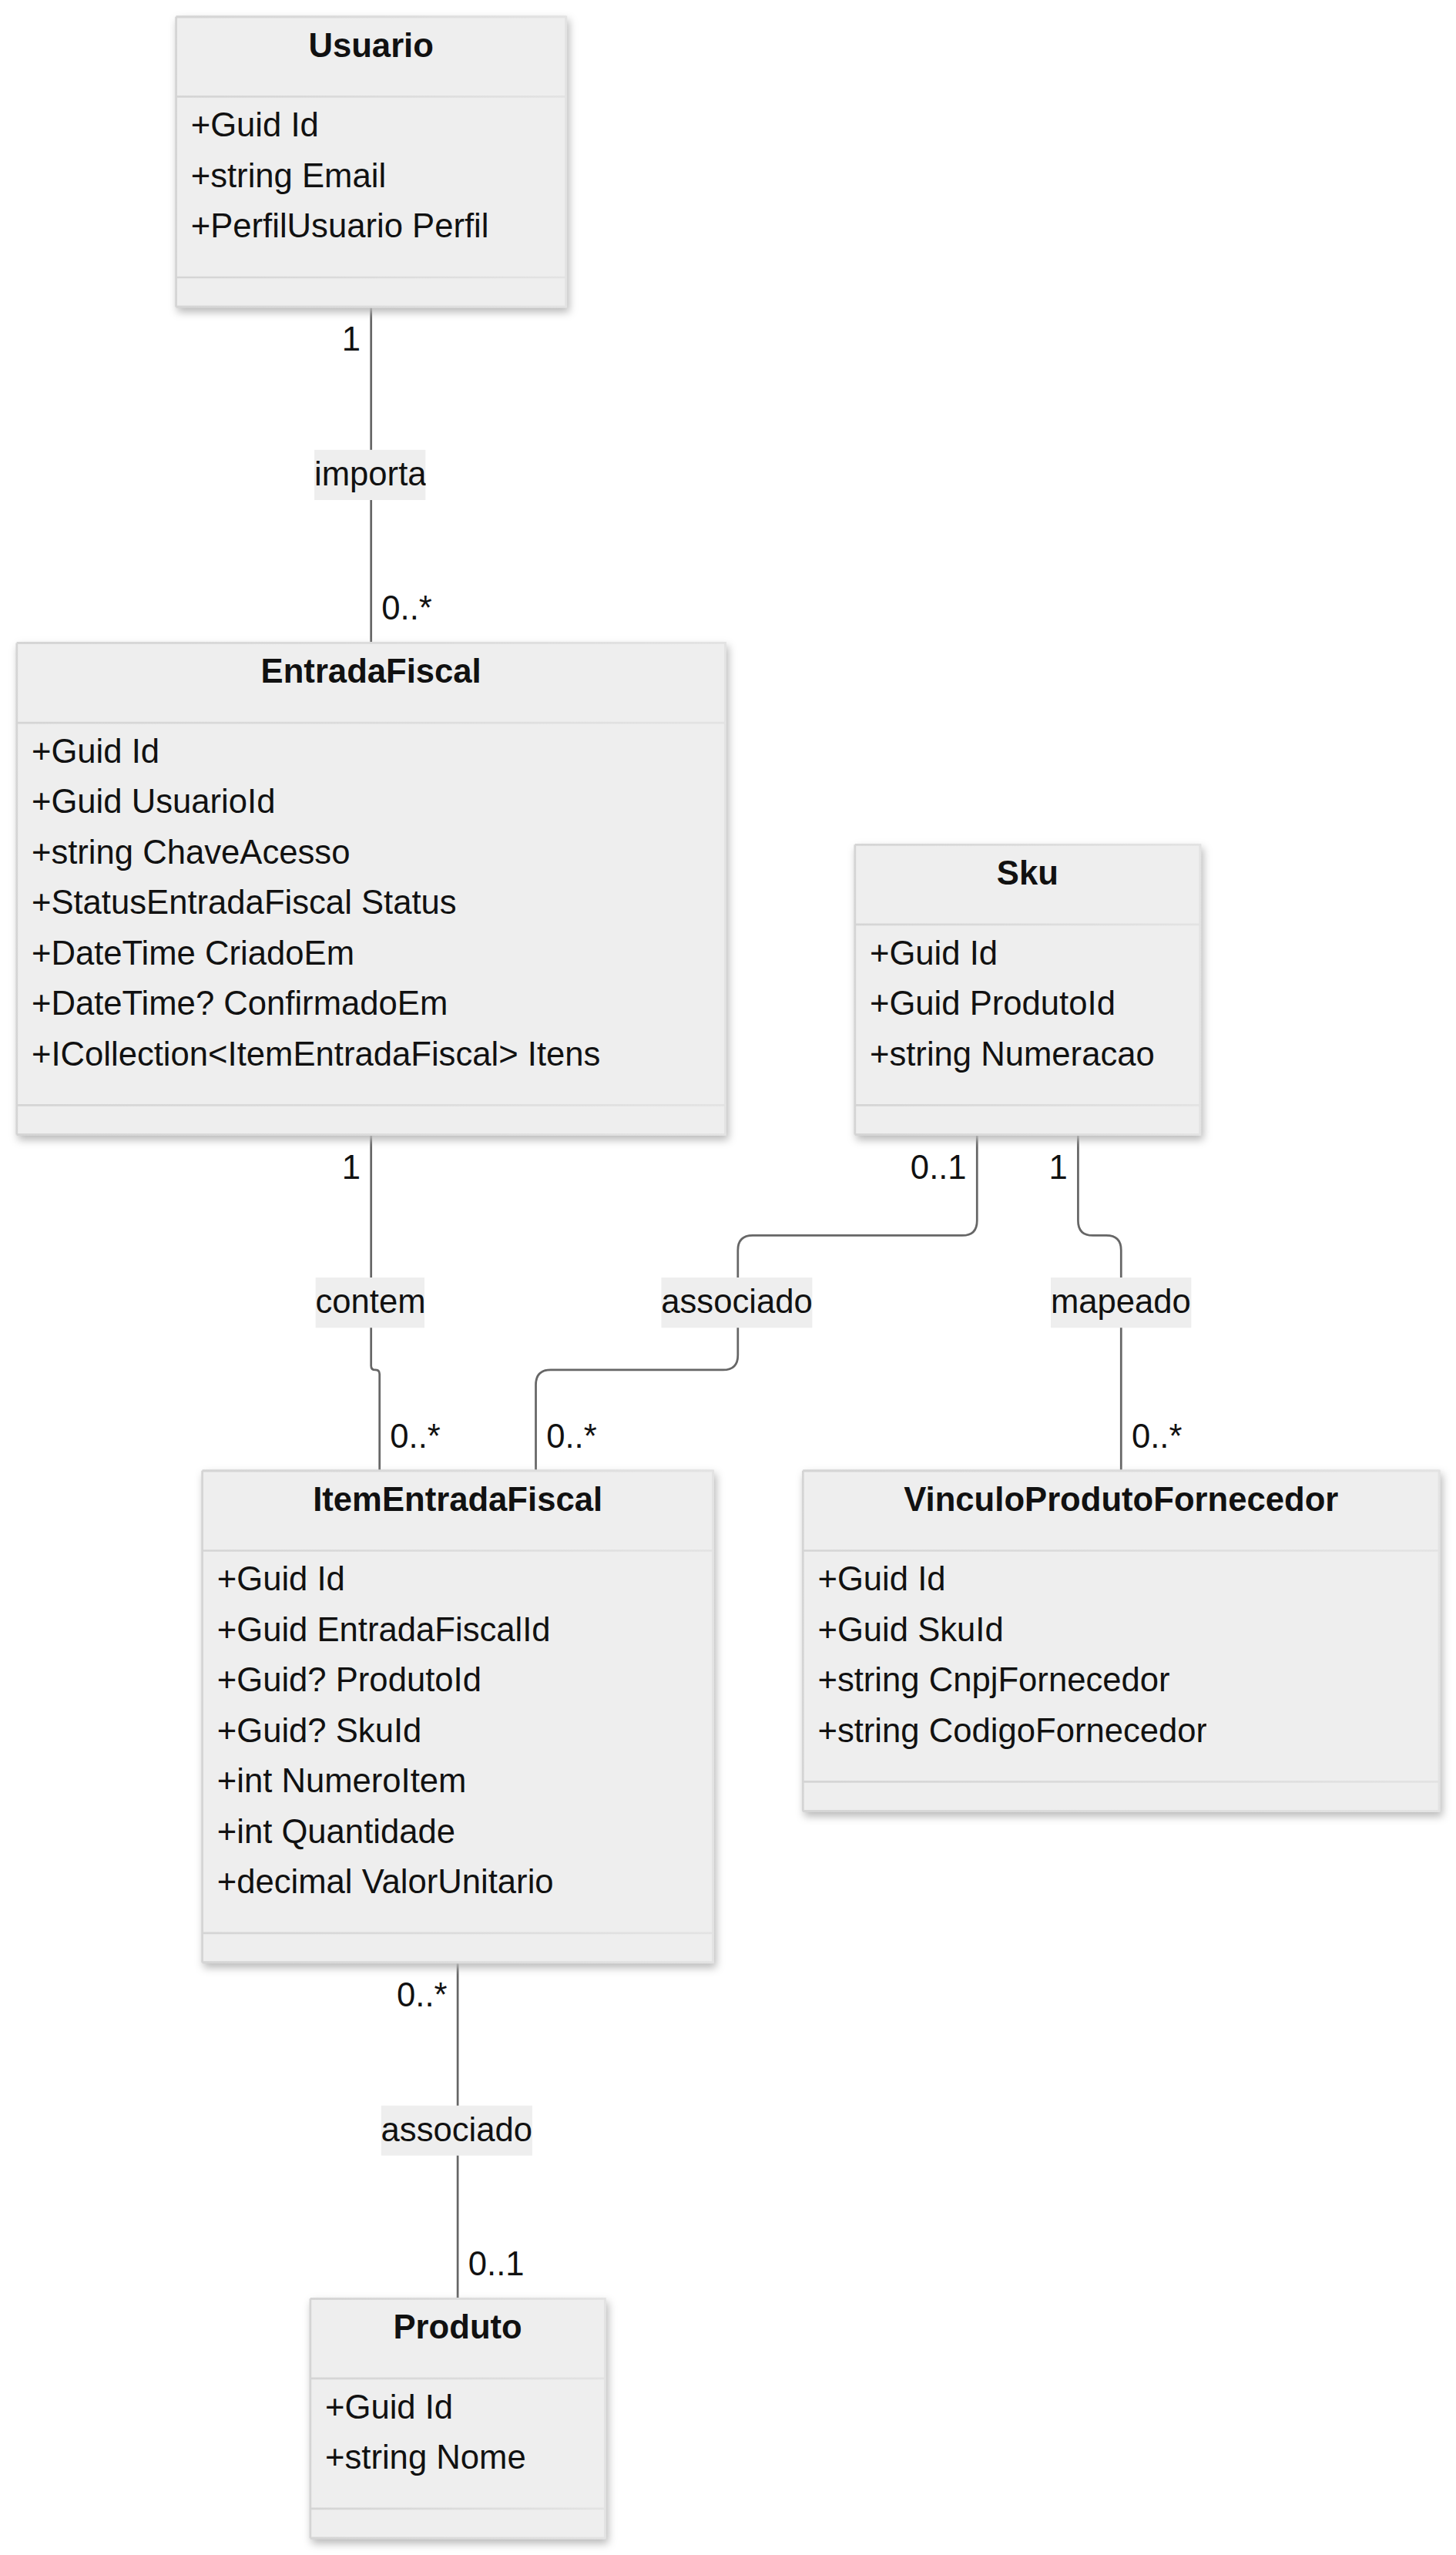 Usuario
+Guid Id
+string Email
+PerfilUsuario Perfil
1
importa
0..*
EntradaFiscal
+Guid Id
+Guid UsuarioId
+string ChaveAcesso
+StatusEntradaFiscal Status
+DateTime CriadoEm
+DateTime? ConfirmadoEm
+ICollection<ItemEntradaFiscal> Itens
Sku
+Guid Id
+Guid ProdutoId
+string Numeracao
1
0..1
1
contem
associado
mapeado
0..*
0..*
0..*
ItemEntradaFiscal
+Guid Id
+Guid EntradaFiscalId
+Guid? ProdutoId
+Guid? SkuId
+int NumeroItem
+int Quantidade
+decimal ValorUnitario
VinculoProdutoFornecedor
+Guid Id
+Guid SkuId
+string CnpjFornecedor
+string CodigoFornecedor
0..*
associado
0..1
Produto
+Guid Id
+string Nome